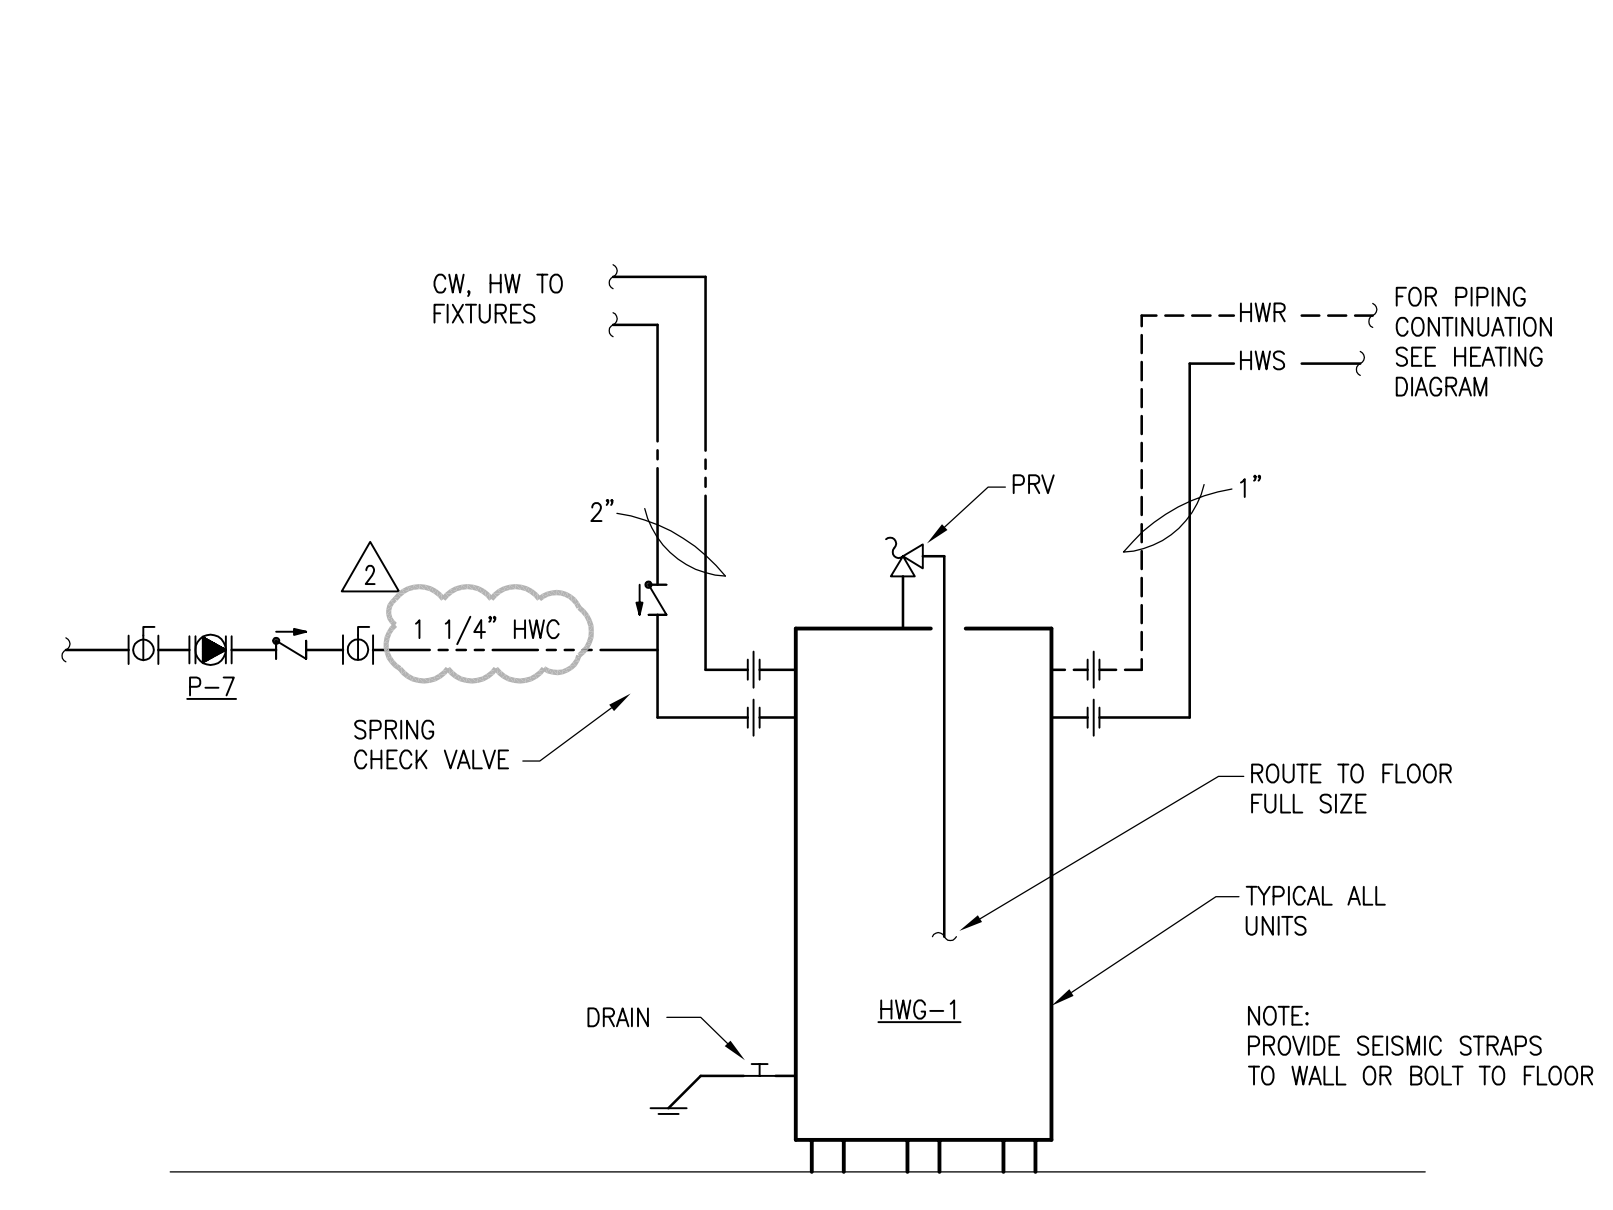 CW, HW TO
FIXTURES
HWR
HWS
FOR PIPING
CONTINUATION
SEE HEATING
DIAGRAM
PRV
1”
2”
2
1 1/4” HWC
P-7
SPRING
CHECK VALVE
ROUTE TO FLOOR
FULL SIZE
TYPICAL ALL
UNITS
HWG-1
DRAIN
NOTE:
PROVIDE SEISMIC STRAPS
TO WALL OR BOLT TO FLOOR